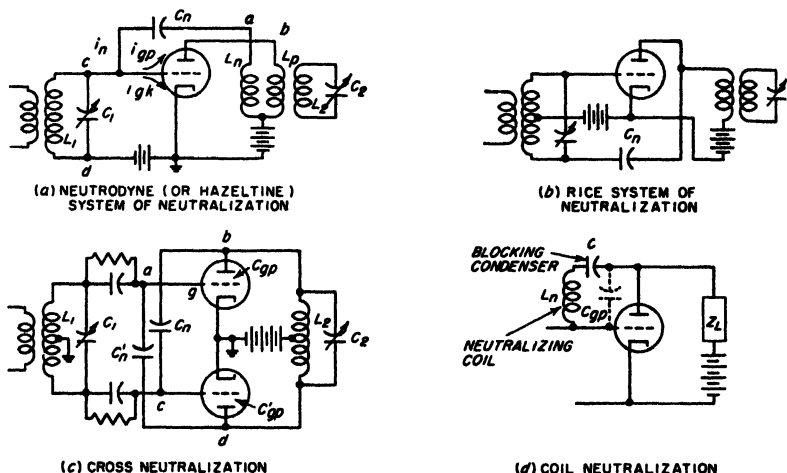 Cn a b
in igp
c igk Ln Lp C2
C1 L1 L2
d
(a) NEUTRODYNE (OR HAZELTINE)
SYSTEM OF NEUTRALIZATION
Cn
(b) RICE SYSTEM OF
NEUTRALIZATION
b
a Cgp
g
L1 C1 Cn L2 C2
Cn'
c C'gp
d
(c) CROSS NEUTRALIZATION
BLOCKING c
CONDENSER
Ln
Cgp ZL
NEUTRALIZING
COIL
(d) COIL NEUTRALIZATION